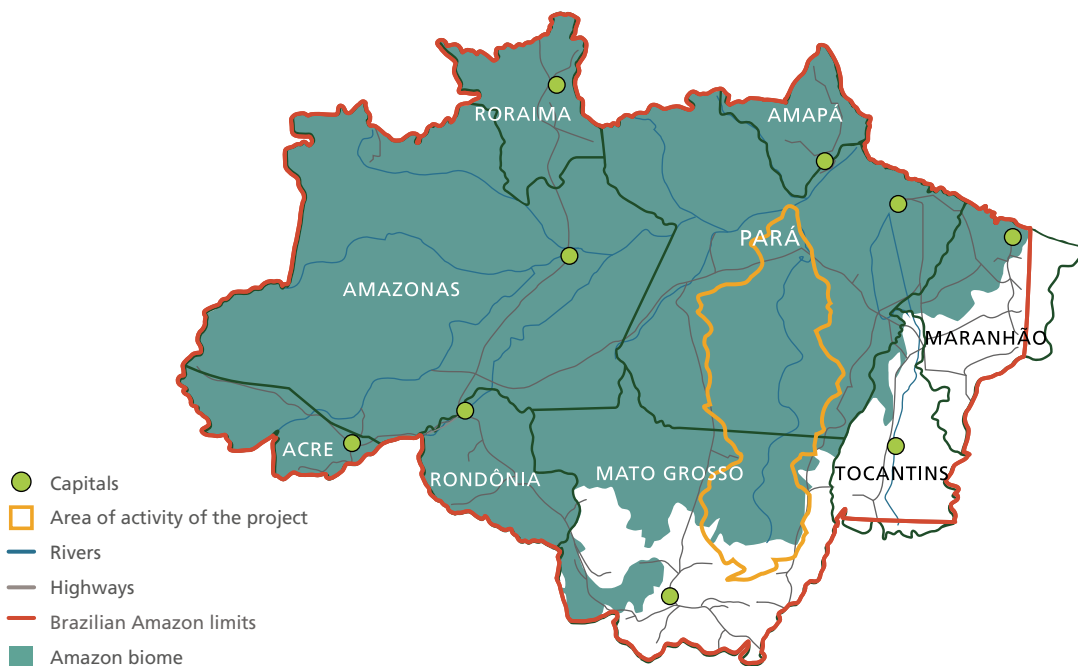 RORAIMA
AMAPÁ
PARÁ
AMAZONAS
MARANHÃO
ACRE
RONDÔNIA
MATO GROSSO
TOCANTINS
Capitals
Area of activity of the project
Rivers
Highways
Brazilian Amazon limits
Amazon biome